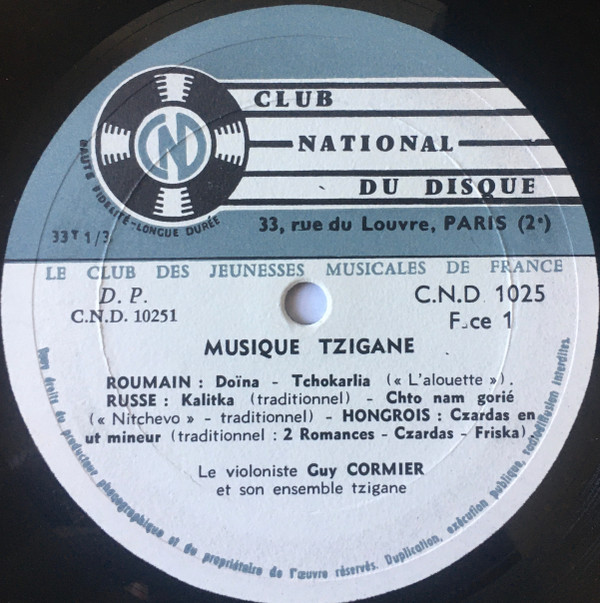 CLUB
NATIONAL
DU DISQUE
CND
HAUTE FIDÉLITÉ-LONGUE DURÉE
33, rue du Louvre, PARIS (2e)
33T 1/3
LE CLUB DES JEUNESSES MUSICALES DE FRANCE
D. P.
C.N.D. 10251
C.N.D 1025
Face 1
MUSIQUE TZIGANE
ROUMAIN : Doïna - Tchokarlia (« L'alouette »).
RUSSE : Kalitka (traditionnel) - Chto nam gorié
(« Nitchevo » - traditionnel) - HONGROIS : Czardas en
ut mineur (traditionnel : 2 Romances - Czardas - Friska)
Le violoniste Guy CORMIER
et son ensemble tzigane
Tous droits du producteur phonographique et du propriétaire de l'œuvre réservés. Duplication, exécution publique, radiodiffusion interdites.